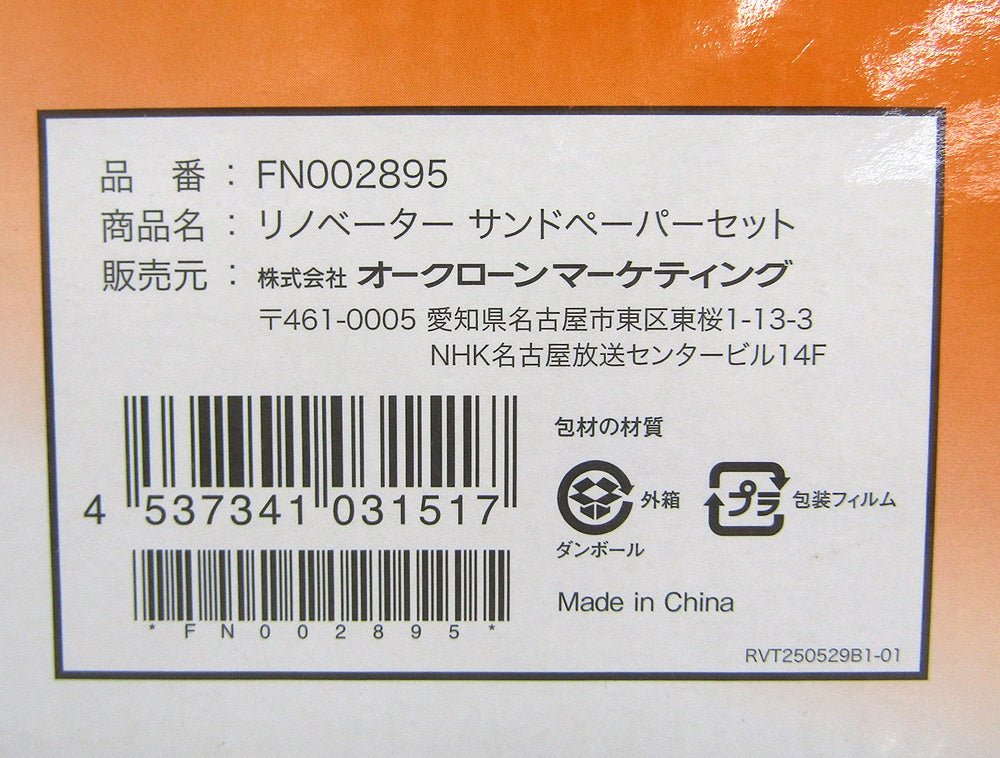 品 番 : FN002895
商品名 : リノベーター サンドペーパーセット
販売元 : 株式会社 オークローンマーケティング
〒461-0005 愛知県名古屋市東区東桜1-13-3
NHK名古屋放送センタービル14F
包材の材質
4 537341 031517
外箱
プラ 包装フィルム
ダンボール
*FN002895*
Made in China
RVT250529B1-01